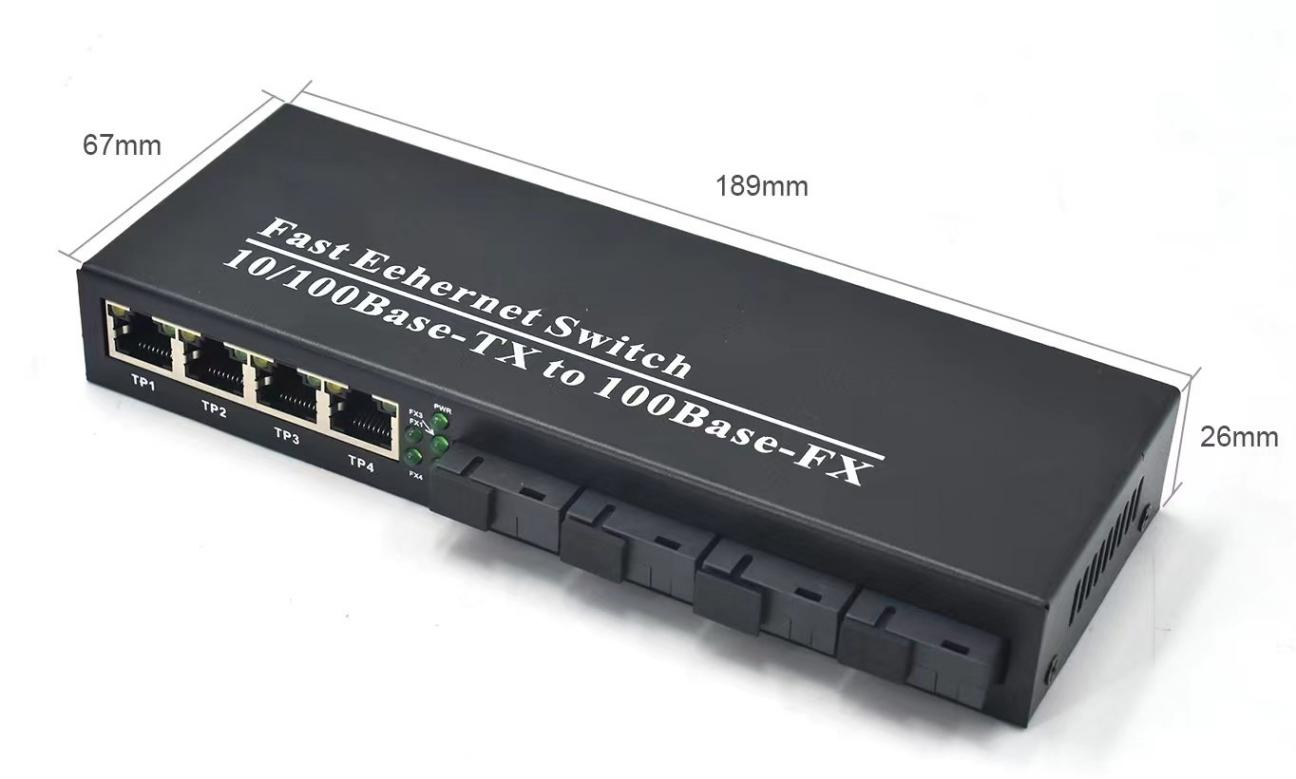 67mm
189mm
Fast Echernet Switch
10/100Base-TX to 100Base-FX
26mm
TP1
TP2
TP3
TP4
FX3
PWR
FX1
FX4